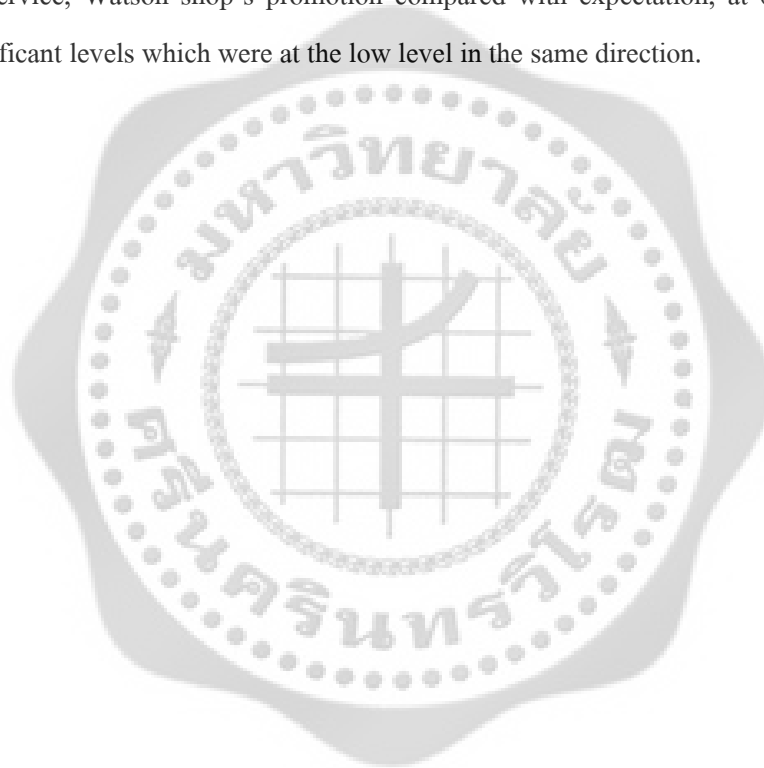 service, Watson shop's promotion compared with expectation, at
ficant levels which were at the low level in the same direction.
มหาวิทยาลัย
ศรีนครินทรวิโรฒ